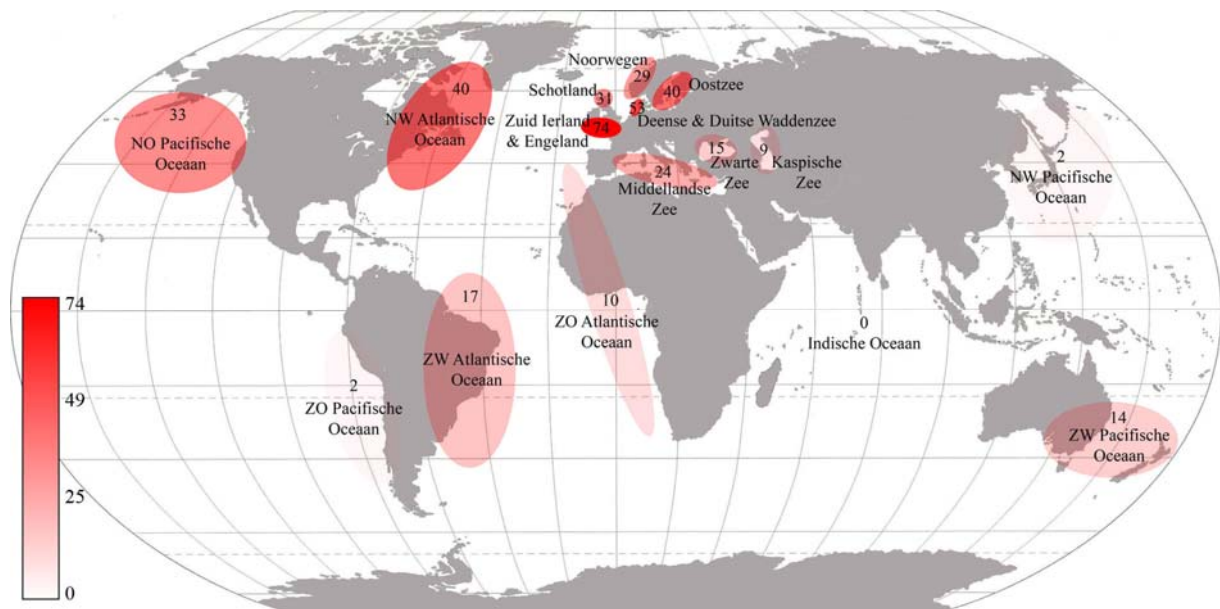 Noorwegen
29
Schotland
31
40
Oostzee
53
Deense & Duitse Waddenzee
Zuid Ierland
& Engeland
74
33
NO Pacifische
Oceaan
40
NW Atlantische
Oceaan
15
Zwarte
Zee
9
Kaspische
Zee
24
Middellandse
Zee
2
NW Pacifische
Oceaan
17
ZW Atlantische
Oceaan
10
ZO Atlantische
Oceaan
0
Indische Oceaan
2
ZO Pacifische
Oceaan
14
ZW Pacifische
Oceaan
74
49
25
0